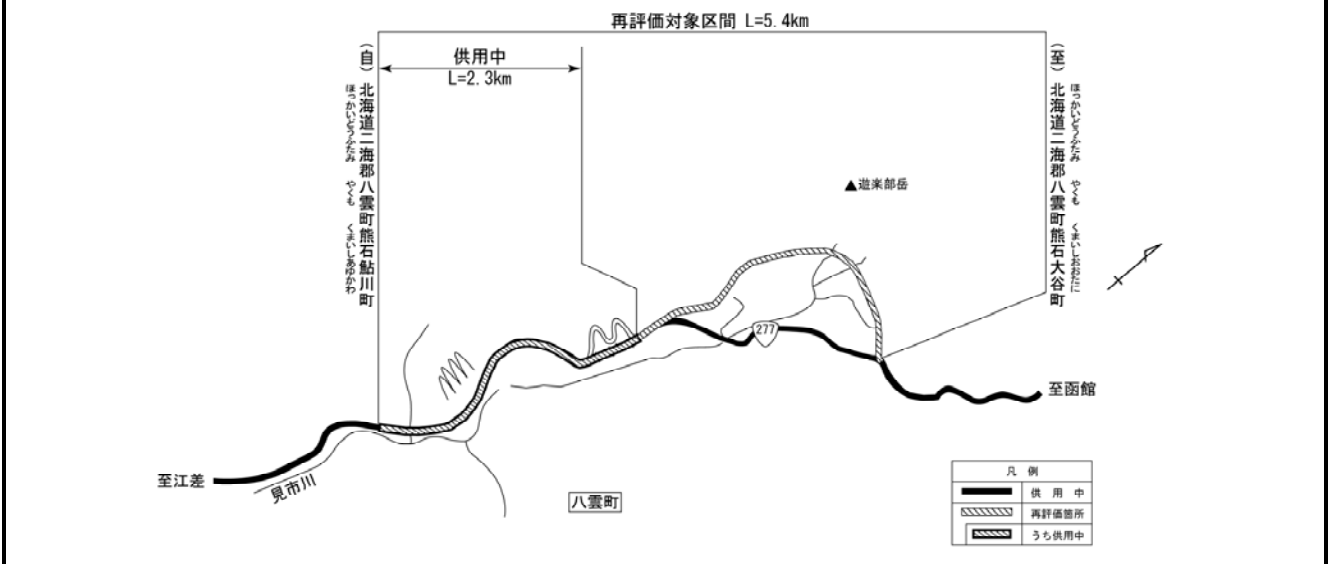 再評価対象区間 L=5.4km
供用中
L=2.3km
(自)北海道二海郡八雲町熊石鮎川町
ほっかいどうふたみ やくも くまいしあゆかわ
(至)北海道二海郡八雲町熊石大谷町
ほっかいどうふたみ やくも くまいしおおたに
▲遊楽部岳
277
至函館
至江差
見市川
八雲町
凡 例
供 用 中
再評価箇所
うち供用中